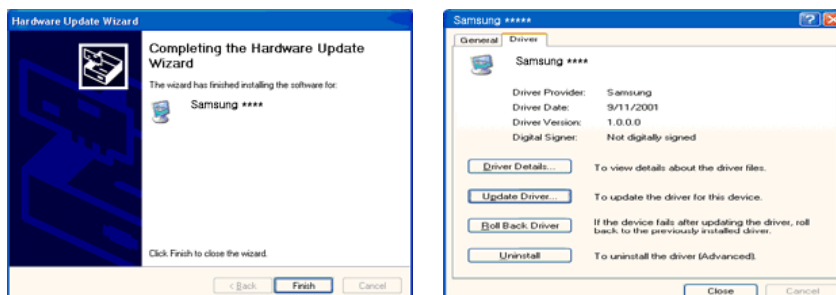 Hardware Update Wizard
Completing the Hardware Update
Wizard
The wizard has finished installing the software for:
Samsung ****
Click Finish to close the wizard.
< Back
Finish
Cancel
Samsung *****
General
Driver
Samsung ****
Driver Provider: Samsung
Driver Date: 9/11/2001
Driver Version: 1.0.0.0
Digital Signer: Not digitally signed
Driver Details... To view details about the driver files.
Update Driver... To update the driver for this device.
Roll Back Driver If the device fails after updating the driver, roll
back to the previously installed driver.
Uninstall To uninstall the driver (Advanced).
Close
Cancel